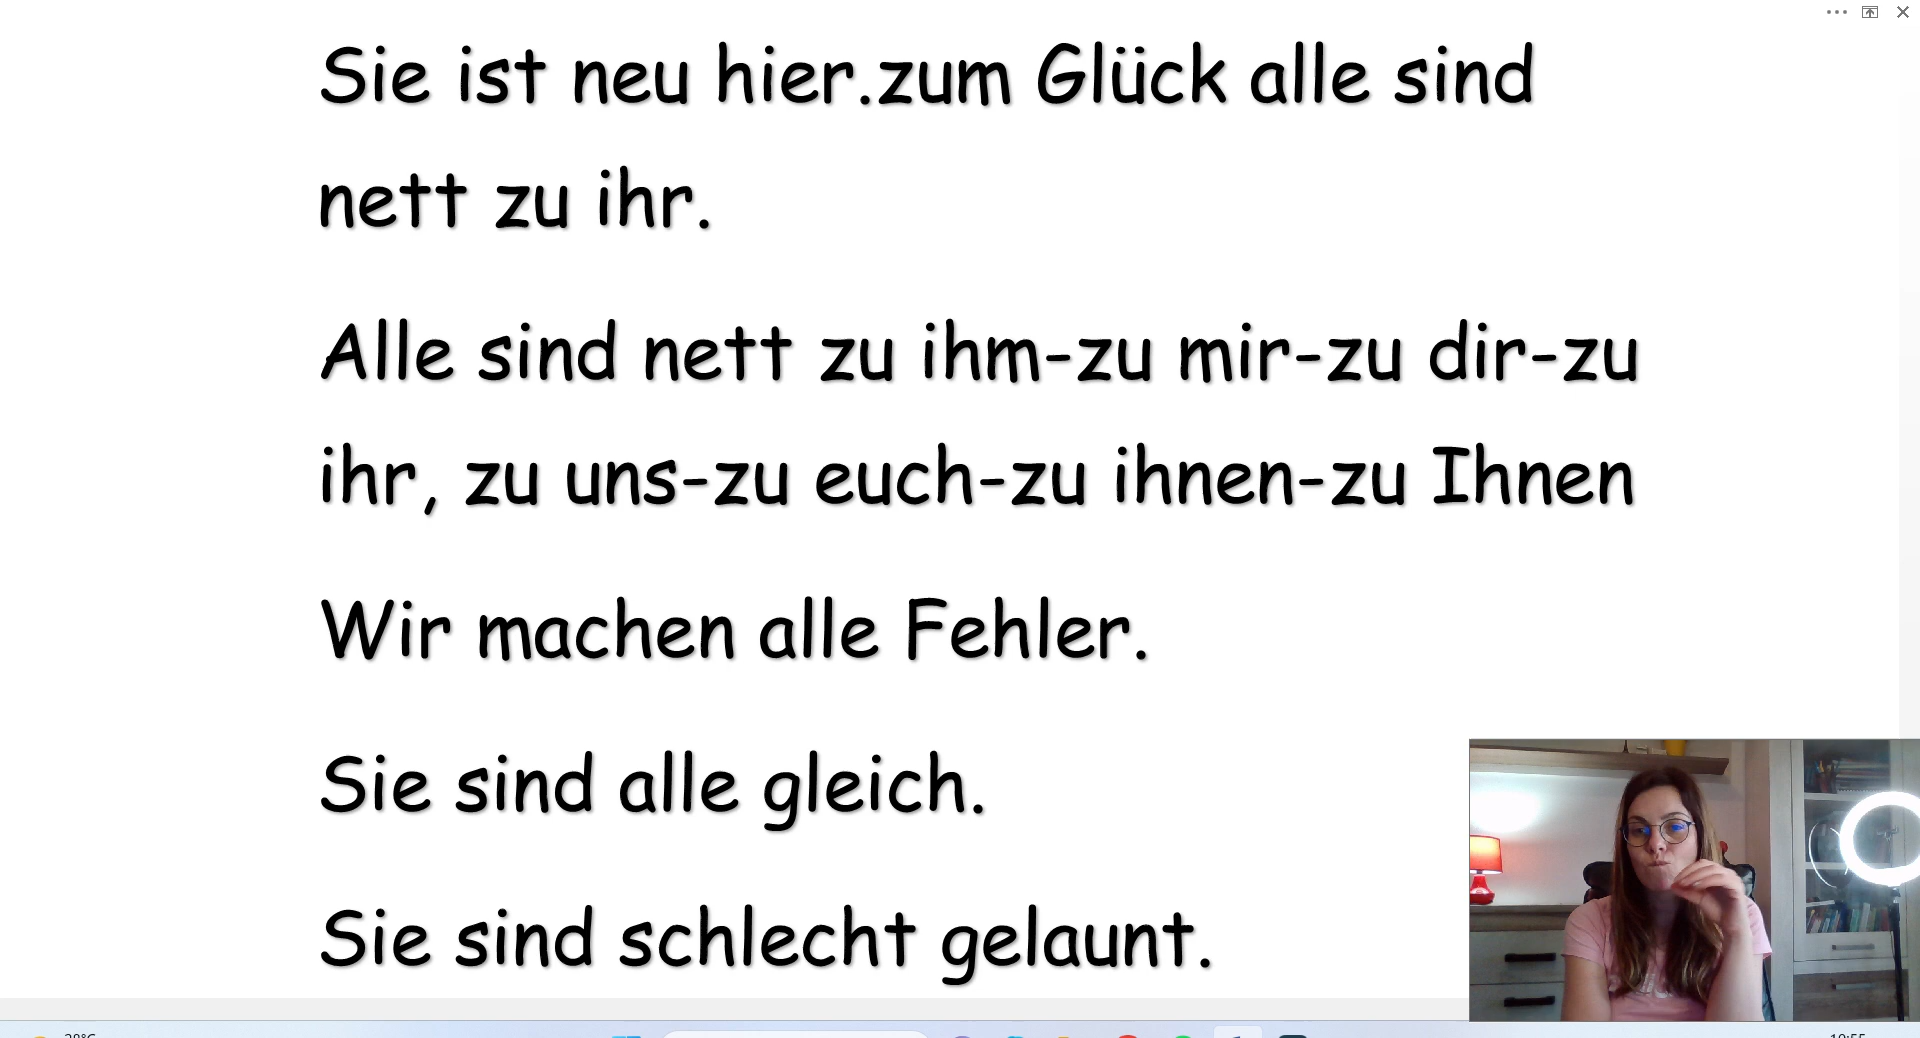 Sie ist neu hier.zum Glück alle sind
nett zu ihr.
Alle sind nett zu ihm-zu mir-zu dir-zu
ihr, zu uns-zu euch-zu ihnen-zu Ihnen
Wir machen alle Fehler.
Sie sind alle gleich.
Sie sind schlecht gelaunt.